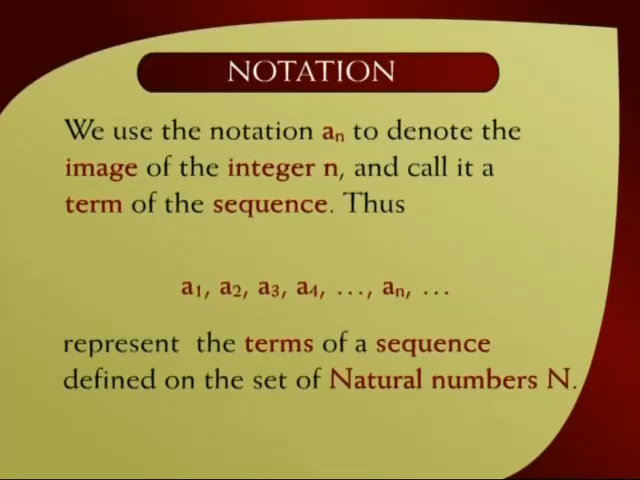 NOTATION
We use the notation aₙ to denote the
image of the integer n, and call it a
term of the sequence. Thus
a₁, a₂, a₃, a₄, ..., aₙ, ...
represent the terms of a sequence
defined on the set of Natural numbers N.